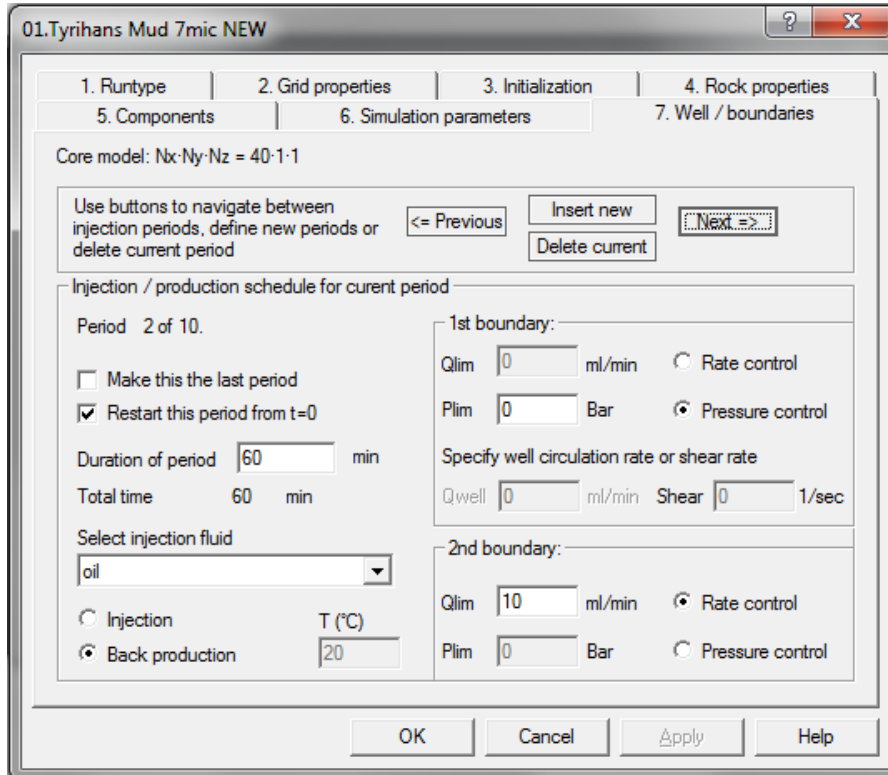 01.Tyrihans Mud 7mic NEW
? X
1. Runtype 2. Grid properties 3. Initialization 4. Rock properties
5. Components 6. Simulation parameters 7. Well / boundaries
Core model: Nx·Ny·Nz = 40·1·1
Use buttons to navigate between
injection periods, define new periods or
delete current period
<= Previous
Insert new
Delete current
Next =>
Injection / production schedule for curent period
Period 2 of 10.
Make this the last period
Restart this period from t=0
Duration of period 60 min
Total time 60 min
Select injection fluid
oil
Injection
Back production
T (°C)
20
1st boundary:
Qlim 0 ml/min Rate control
Plim 0 Bar Pressure control
Specify well circulation rate or shear rate
Qwell 0 ml/min Shear 0 1/sec
2nd boundary:
Qlim 10 ml/min Rate control
Plim 0 Bar Pressure control
OK Cancel Apply Help